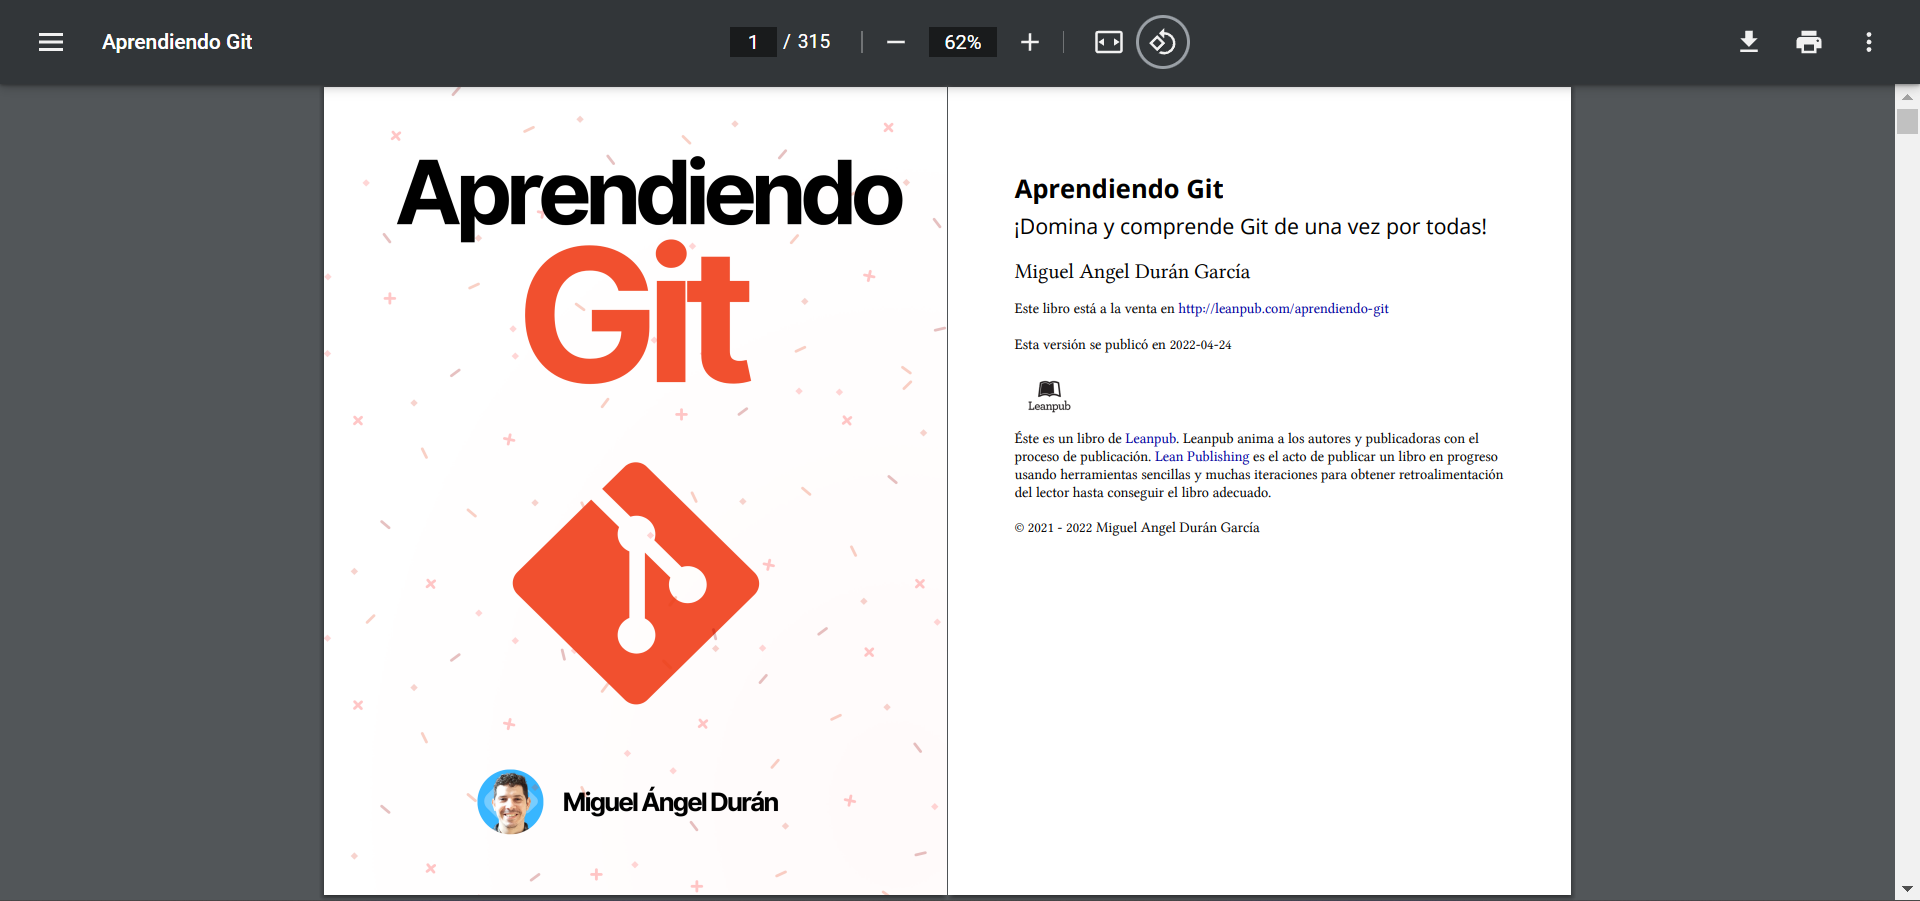 Aprendiendo Git
1 / 315
62%
Aprendiendo
Git
Miguel Ángel Durán
Aprendiendo Git
¡Domina y comprende Git de una vez por todas!
Miguel Angel Durán García
Este libro está a la venta en http://leanpub.com/aprendiendo-git
Esta versión se publicó en 2022-04-24
Leanpub
Éste es un libro de Leanpub. Leanpub anima a los autores y publicadoras con el
proceso de publicación. Lean Publishing es el acto de publicar un libro en progreso
usando herramientas sencillas y muchas iteraciones para obtener retroalimentación
del lector hasta conseguir el libro adecuado.
© 2021 - 2022 Miguel Angel Durán García